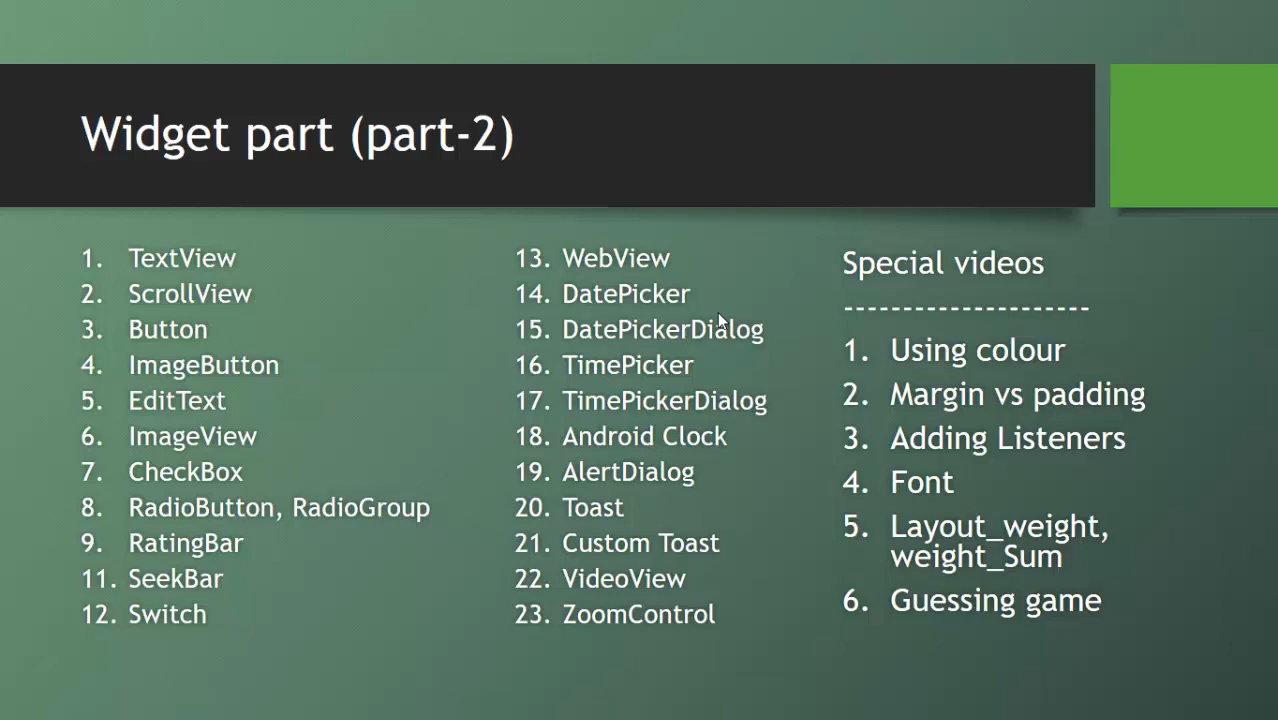 Widget part (part-2)
1. TextView
2. ScrollView
3. Button
4. ImageButton
5. EditText
6. ImageView
7. CheckBox
8. RadioButton, RadioGroup
9. RatingBar
11. SeekBar
12. Switch
13. WebView
14. DatePicker
15. DatePickerDialog
16. TimePicker
17. TimePickerDialog
18. Android Clock
19. AlertDialog
20. Toast
21. Custom Toast
22. VideoView
23. ZoomControl
Special videos
---------------------
1. Using colour
2. Margin vs padding
3. Adding Listeners
4. Font
5. Layout_weight,
weight_Sum
6. Guessing game